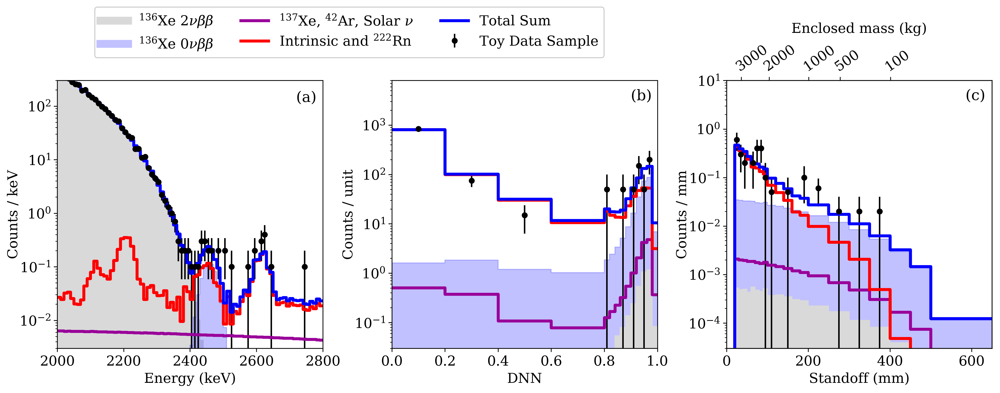 ¹³⁶Xe 2νββ
¹³⁷Xe, ⁴²Ar, Solar ν
Total Sum
¹³⁶Xe 0νββ
Intrinsic and ²²²Rn
Toy Data Sample
(a)
10²
10¹
10⁰
10⁻¹
10⁻²
Counts / keV
2000 2200 2400 2600 2800
Energy (keV)
(b)
10³
10²
10¹
10⁰
10⁻¹
Counts / unit
0.0 0.2 0.4 0.6 0.8 1.0
DNN
Enclosed mass (kg)
3000 2000 1000 500 100
(c)
10¹
10⁰
10⁻¹
10⁻²
10⁻³
10⁻⁴
Counts / mm
0 200 400 600
Standoff (mm)